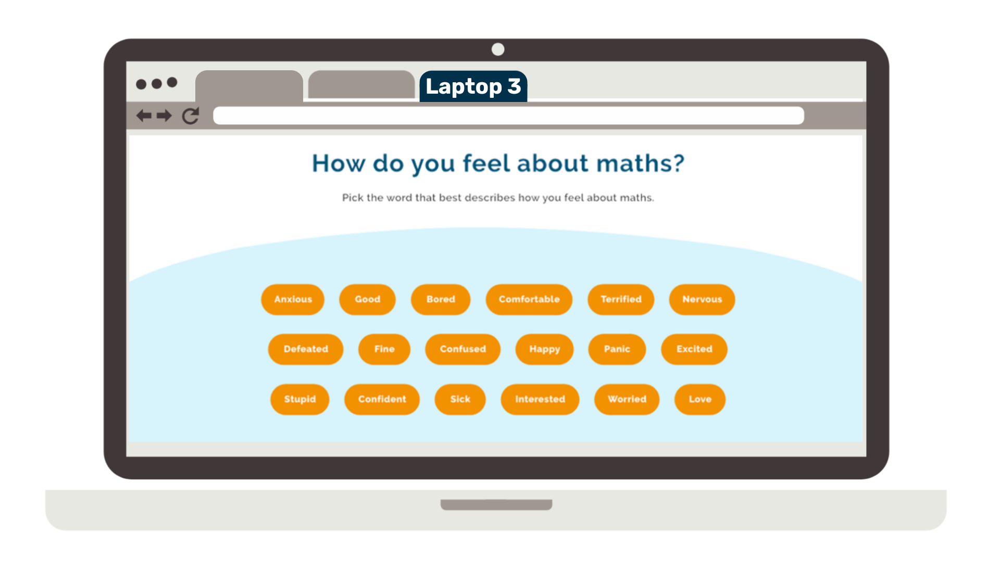 Laptop 3
How do you feel about maths?
Pick the word that best describes how you feel about maths.
Anxious Good Bored Comfortable Terrified Nervous
Defeated Fine Confused Happy Panic Excited
Stupid Confident Sick Interested Worried Love